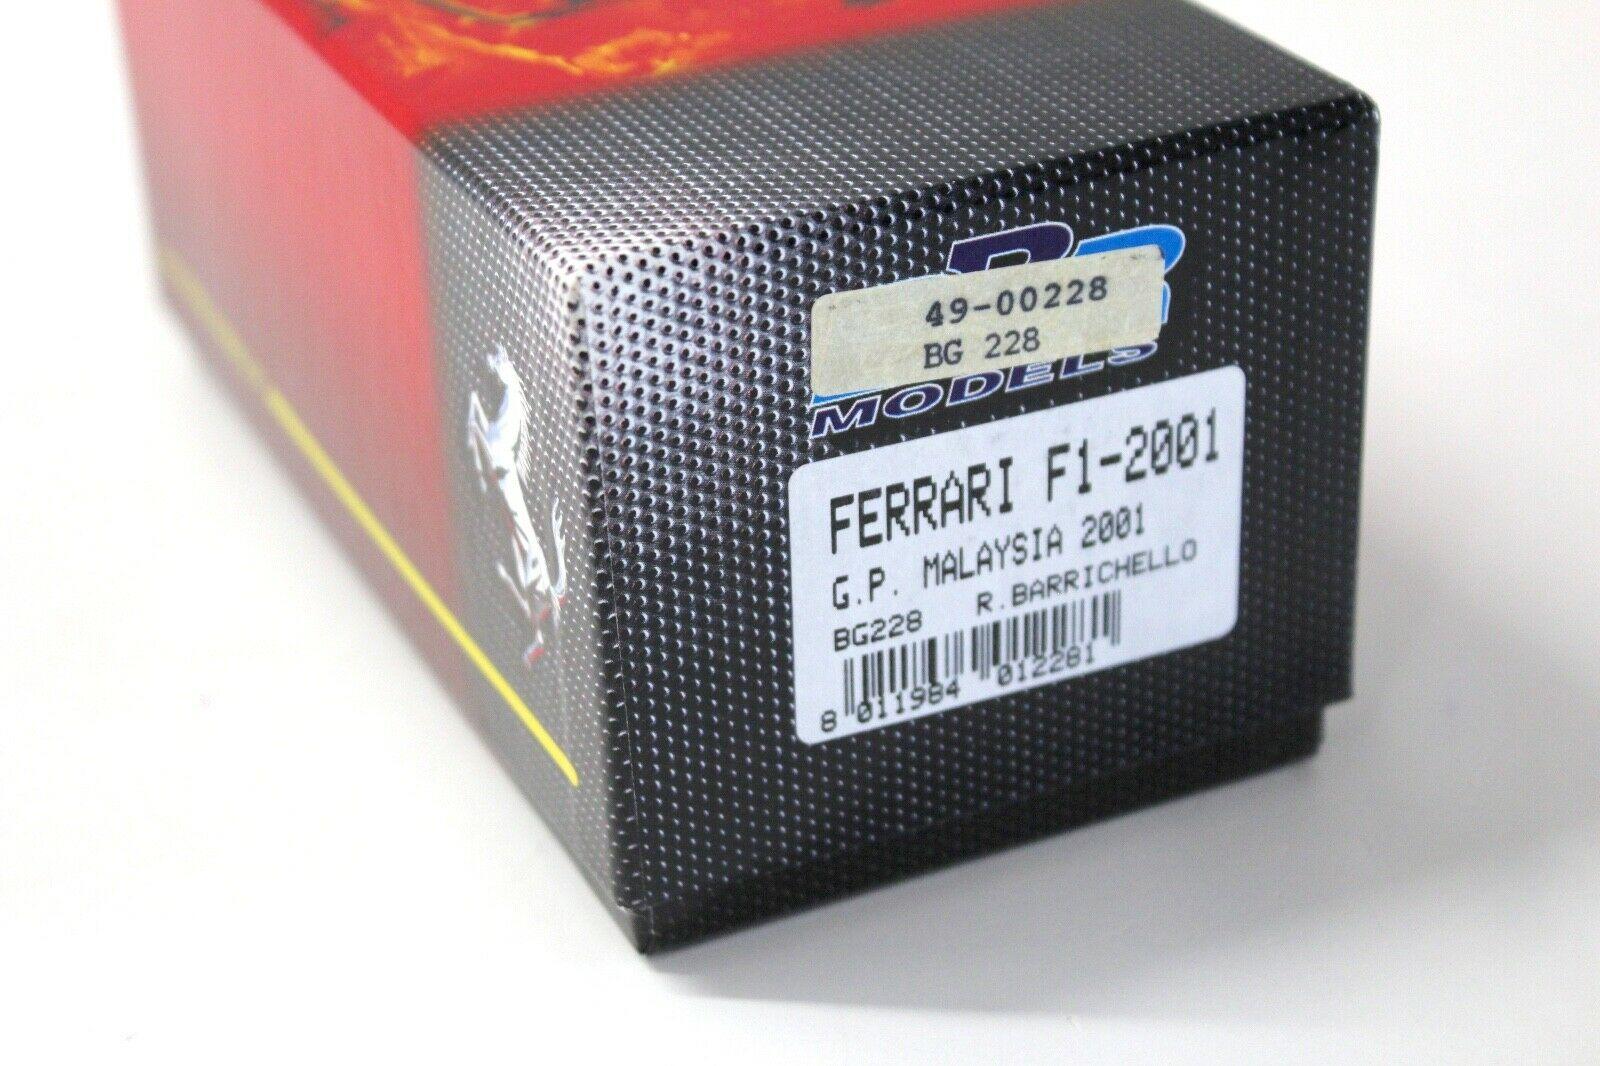 49-00228
BG 228
MODELS
FERRARI F1-2001
G.P. MALAYSIA 2001
BG228 R.BARRICHELLO
8 011984 012281